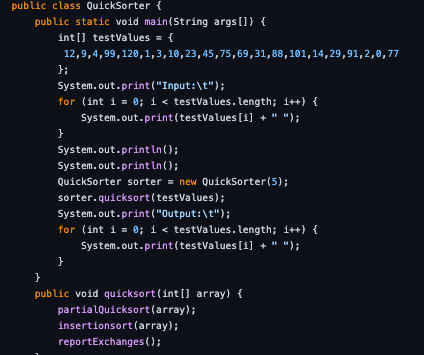 public class QuickSorter {
public static void main(String args[]) {
int[] testValues = {
12,9,4,99,120,1,3,10,23,45,75,69,31,88,101,14,29,91,2,0,77
};
System.out.print("Input:\t");
for (int i = 0; i < testValues.length; i++) {
System.out.print(testValues[i] + " ");
}
System.out.println();
System.out.println();
QuickSorter sorter = new QuickSorter(5);
sorter.quicksort(testValues);
System.out.print("Output:\t");
for (int i = 0; i < testValues.length; i++) {
System.out.print(testValues[i] + " ");
}
}
public void quicksort(int[] array) {
partialQuicksort(array);
insertionsort(array);
reportExchanges();